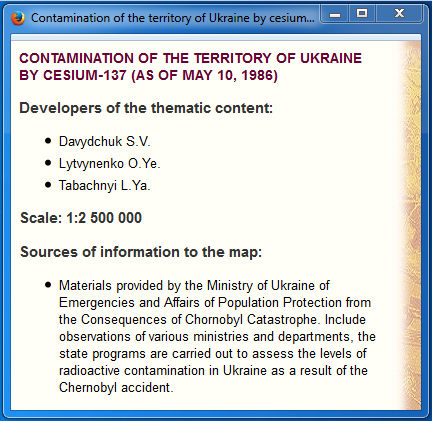 Contamination of the territory of Ukraine by cesium...
CONTAMINATION OF THE TERRITORY OF UKRAINE
BY CESIUM-137 (AS OF MAY 10, 1986)
Developers of the thematic content:
Davydchuk S.V.
Lytvynenko O.Ye.
Tabachnyi L.Ya.
Scale: 1:2 500 000
Sources of information to the map:
Materials provided by the Ministry of Ukraine of
Emergencies and Affairs of Population Protection from
the Consequences of Chornobyl Catastrophe. Include
observations of various ministries and departments, the
state programs are carried out to assess the levels of
radioactive contamination in Ukraine as a result of the
Chernobyl accident.